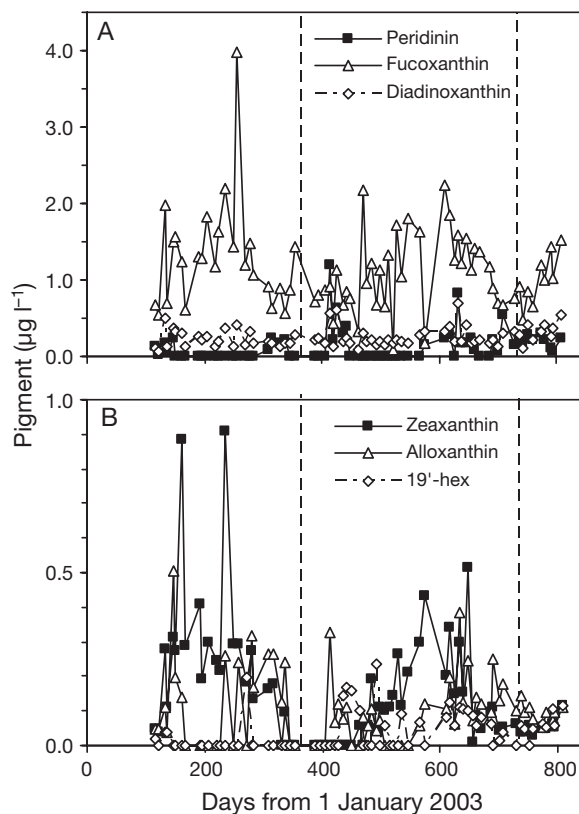 A
Peridinin
Fucoxanthin
Diadinoxanthin
4.0
3.0
2.0
1.0
0.0
Pigment (µg l⁻¹)
B
Zeaxanthin
Alloxanthin
19'-hex
1.0
0.5
0.0
0
200
400
600
800
Days from 1 January 2003